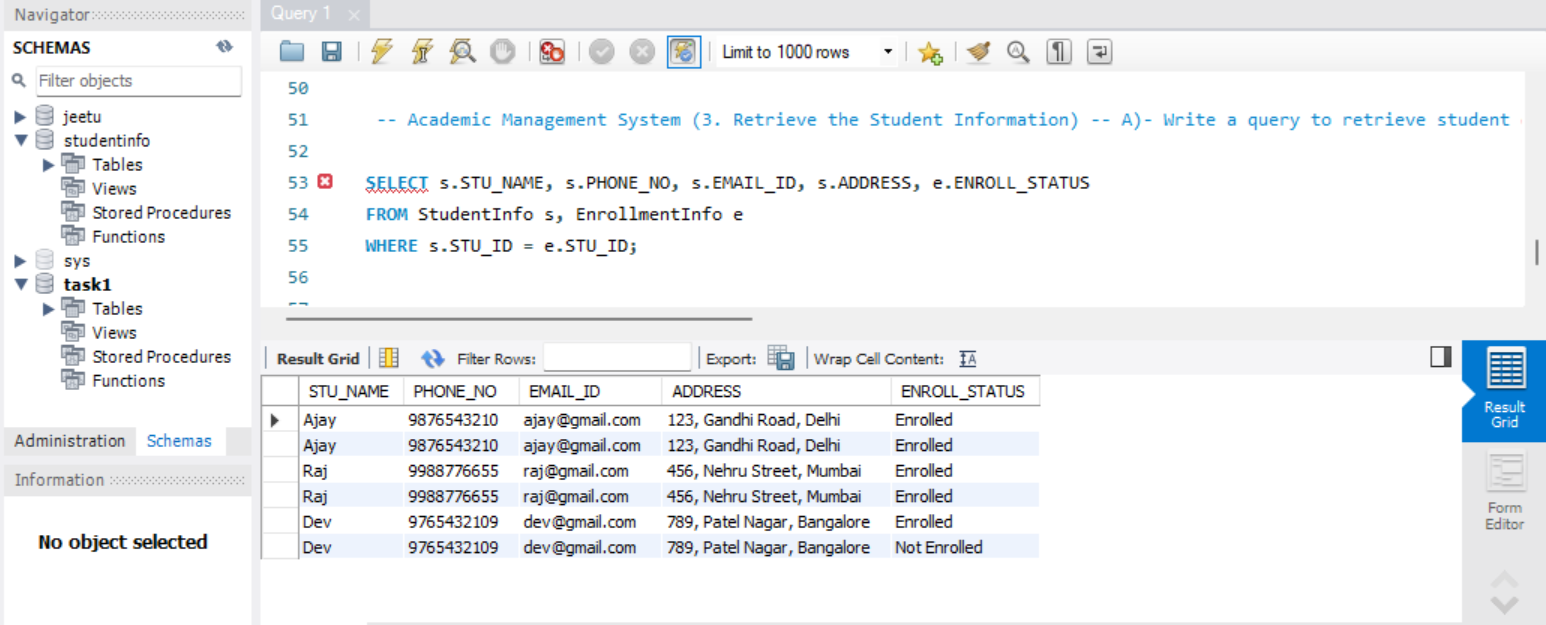 Navigator
Query 1
SCHEMAS
Limit to 1000 rows
Filter objects
jeetu
studentinfo
Tables
Views
Stored Procedures
Functions
sys
task1
Tables
Views
Stored Procedures
Functions
Administration Schemas
Information
No object selected
50
51 -- Academic Management System (3. Retrieve the Student Information) -- A)- Write a query to retrieve student
52
53 SELECT s.STU_NAME, s.PHONE_NO, s.EMAIL_ID, s.ADDRESS, e.ENROLL_STATUS
54 FROM StudentInfo s, EnrollmentInfo e
55 WHERE s.STU_ID = e.STU_ID;
56
Result Grid Filter Rows: Export: Wrap Cell Content: IA
STU_NAME PHONE_NO EMAIL_ID ADDRESS ENROLL_STATUS
Ajay 9876543210 ajay@gmail.com 123, Gandhi Road, Delhi Enrolled
Ajay 9876543210 ajay@gmail.com 123, Gandhi Road, Delhi Enrolled
Raj 9988776655 raj@gmail.com 456, Nehru Street, Mumbai Enrolled
Raj 9988776655 raj@gmail.com 456, Nehru Street, Mumbai Enrolled
Dev 9765432109 dev@gmail.com 789, Patel Nagar, Bangalore Enrolled
Dev 9765432109 dev@gmail.com 789, Patel Nagar, Bangalore Not Enrolled
Result
Grid
Form
Editor